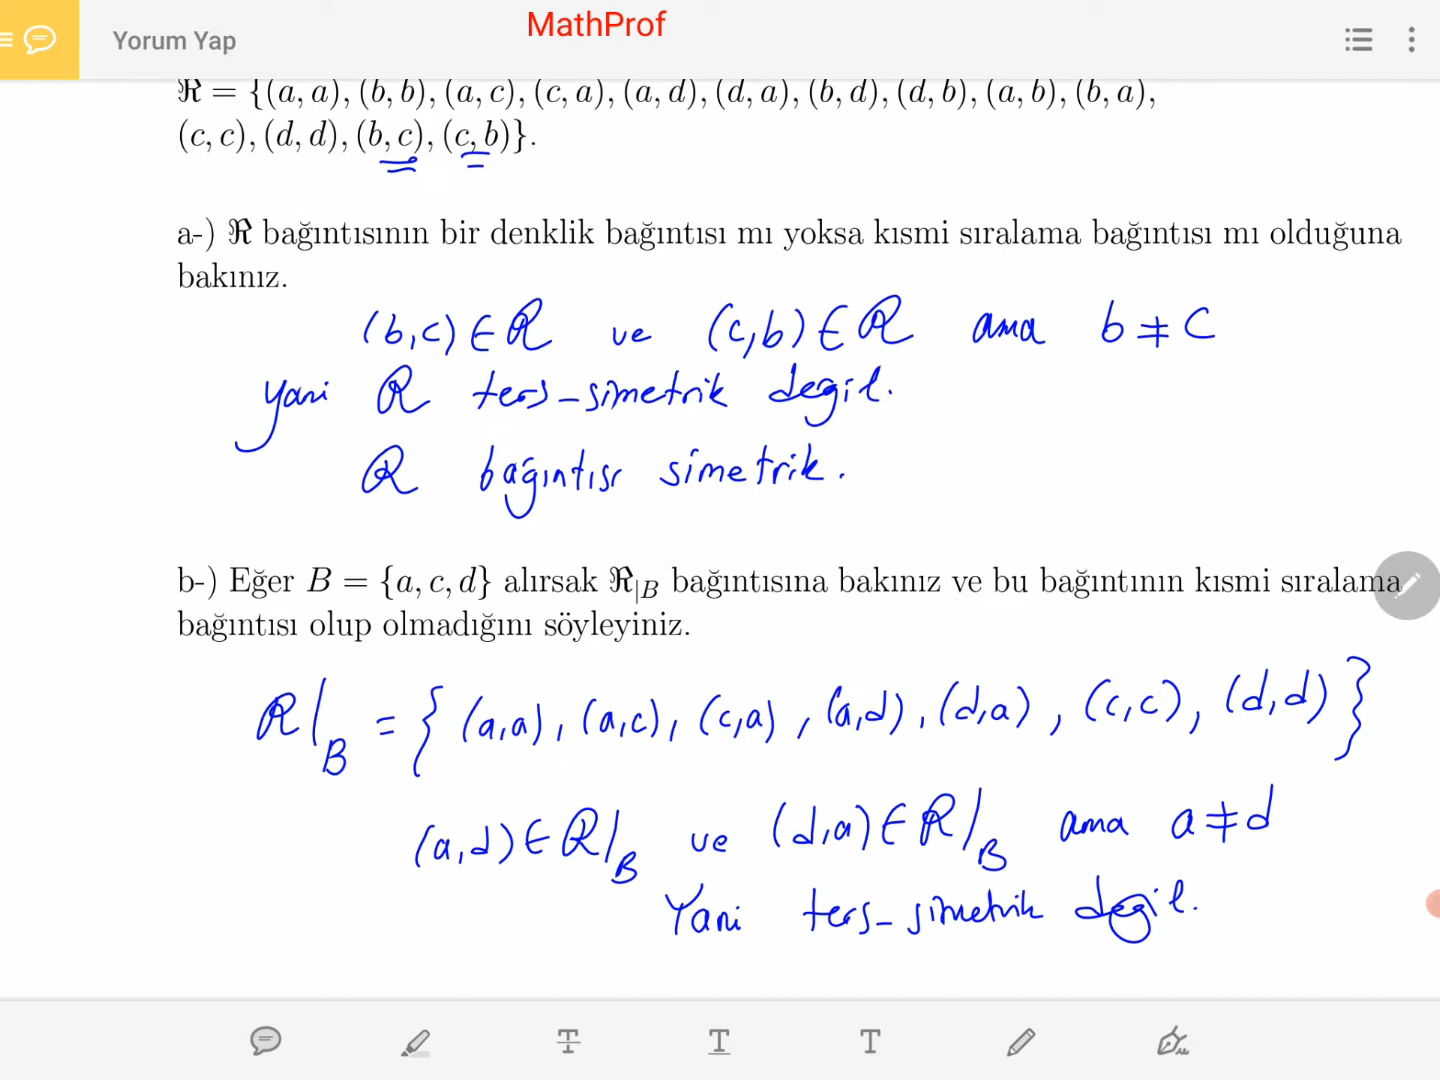 MathProf
Yorum Yap
ℜ = {(a, a), (b, b), (a, c), (c, a), (a, d), (d, a), (b, d), (d, b), (a, b), (b, a),
(c, c), (d, d), (b, c), (c, b)}.
a-) ℜ bağıntısının bir denklik bağıntısı mı yoksa kısmi sıralama bağıntısı mı olduğuna
bakınız.
(b,c) ∈ R ve (c,b) ∈ R ama b ≠ c
yani R ters-simetrik değil.
R bağıntısı simetrik.
b-) Eğer B = {a, c, d} alırsak ℜ|B bağıntısına bakınız ve bu bağıntının kısmi sıralama
bağıntısı olup olmadığını söyleyiniz.
R|B = { (a,a), (a,c), (c,a), (a,d), (d,a), (c,c), (d,d) }
(a,d) ∈ R|B ve (d,a) ∈ R|B ama a ≠ d
Yani ters-simetrik değil.